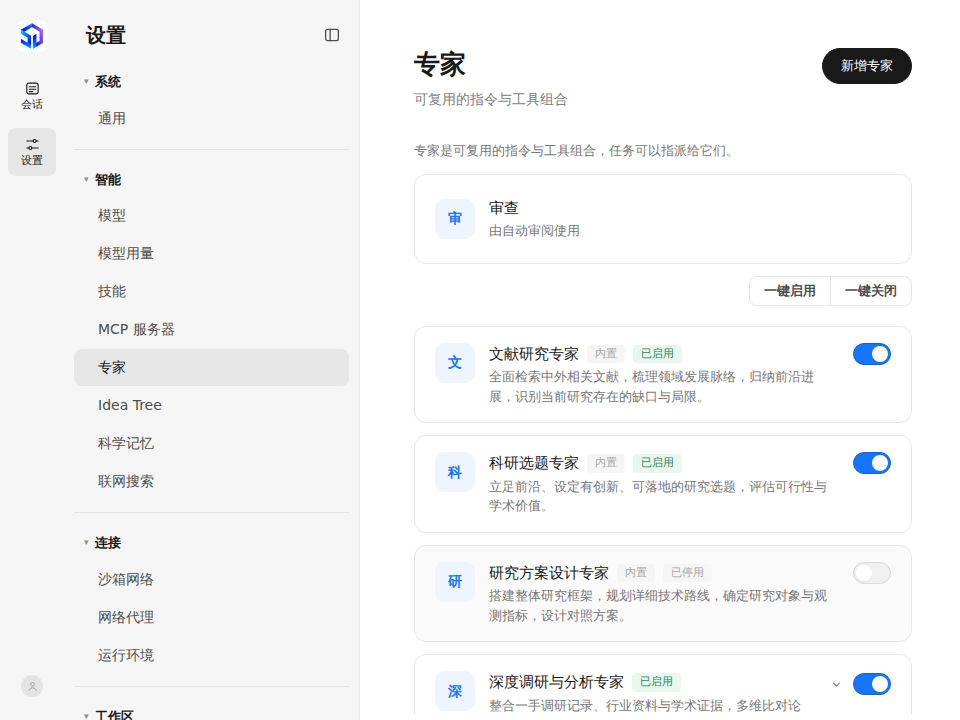 会话
设置
设置
系统
通用
智能
模型
模型用量
技能
MCP 服务器
专家
Idea Tree
科学记忆
联网搜索
连接
沙箱网络
网络代理
运行环境
工作区
专家
新增专家
可复用的指令与工具组合
专家是可复用的指令与工具组合，任务可以指派给它们。
审
审查
由自动审阅使用
一键启用
一键关闭
文
文献研究专家 内置 已启用
全面检索中外相关文献，梳理领域发展脉络，归纳前沿进
展，识别当前研究存在的缺口与局限。
科
科研选题专家 内置 已启用
立足前沿、设定有创新、可落地的研究选题，评估可行性与
学术价值。
研
研究方案设计专家 内置 已停用
搭建整体研究框架，规划详细技术路线，确定研究对象与观
测指标，设计对照方案。
深
深度调研与分析专家 已启用
整合一手调研记录、行业资料与学术证据，多维比对论